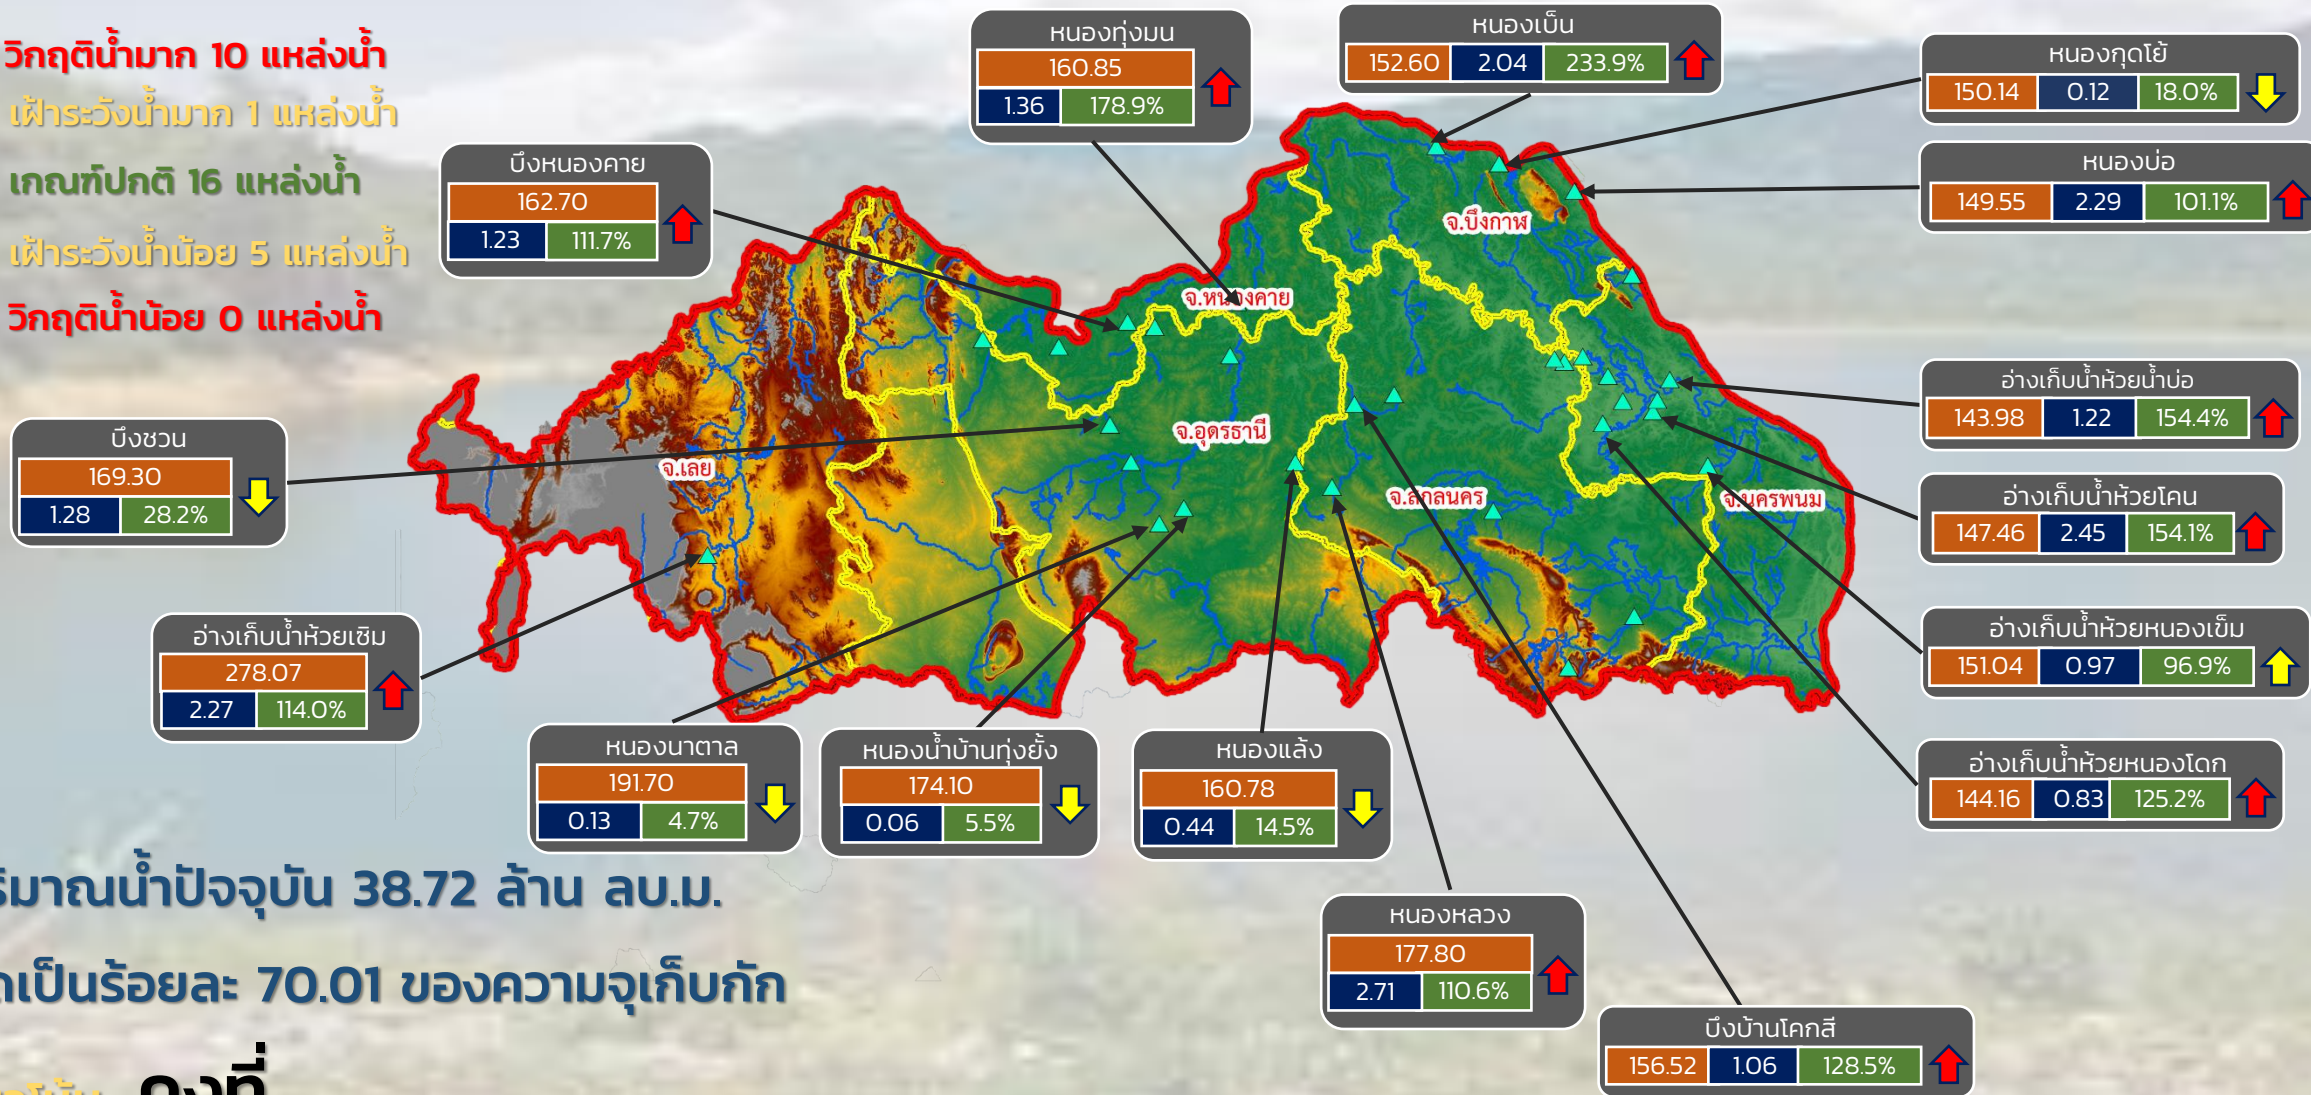 วิกฤติน้ำมาก 10 แหล่งน้ำ
เฝ้าระวังน้ำมาก 1 แหล่งน้ำ
เกณฑ์ปกติ 16 แหล่งน้ำ
เฝ้าระวังน้ำน้อย 5 แหล่งน้ำ
วิกฤติน้ำน้อย 0 แหล่งน้ำ
หนองทุ่งมน
160.85
1.36 178.9%
หนองเบ็น
152.60 2.04 233.9%
หนองกุดโย้
150.14 0.12 18.0%
หนองบ่อ
149.55 2.29 101.1%
บึงหนองคาย
162.70
1.23 111.7%
จ.บึงกาฬ
จ.หนองคาย
จ.อุดรธานี
จ.เลย
จ.สกลนคร
จ.นครพนม
อ่างเก็บน้ำห้วยน้ำบ่อ
143.98 1.22 154.4%
บึงชวน
169.30
1.28 28.2%
อ่างเก็บน้ำห้วยโคน
147.46 2.45 154.1%
อ่างเก็บน้ำห้วยเซิม
278.07
2.27 114.0%
อ่างเก็บน้ำห้วยหนองเข็ม
151.04 0.97 96.9%
หนองนาตาล
191.70
0.13 4.7%
หนองน้ำบ้านทุ่งยั้ง
174.10
0.06 5.5%
หนองแล้ง
160.78
0.44 14.5%
อ่างเก็บน้ำห้วยหนองโดก
144.16 0.83 125.2%
ริมาณน้ำปัจจุบัน 38.72 ล้าน ลบ.ม.
ดเป็นร้อยละ 70.01 ของความจุเก็บกัก
หนองหลวง
177.80
2.71 110.6%
บึงบ้านโคกสี
156.52 1.06 128.5%
คงที่